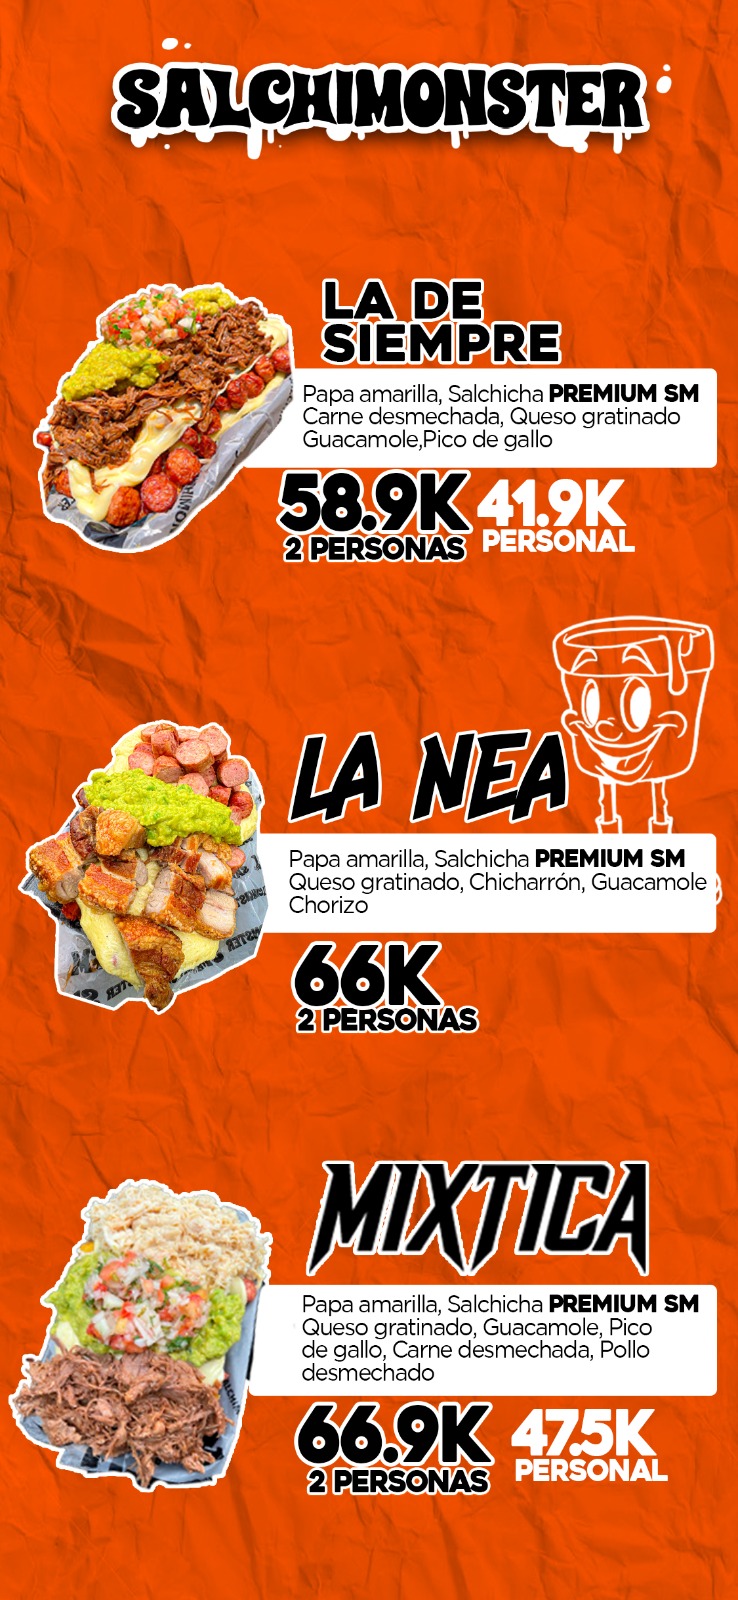 SALCHIMONSTER
LA DE
SIEMPRE
Papa amarilla, Salchicha PREMIUM SM
Carne desmechada, Queso gratinado
Guacamole,Pico de gallo
58.9K 41.9K
2 PERSONAS PERSONAL
LA NEA
Papa amarilla, Salchicha PREMIUM SM
Queso gratinado, Chicharrón, Guacamole
Chorizo
66K
2 PERSONAS
MIXTICA
Papa amarilla, Salchicha PREMIUM SM
Queso gratinado, Guacamole, Pico
de gallo, Carne desmechada, Pollo
desmechado
66.9K 47.5K
2 PERSONAS PERSONAL